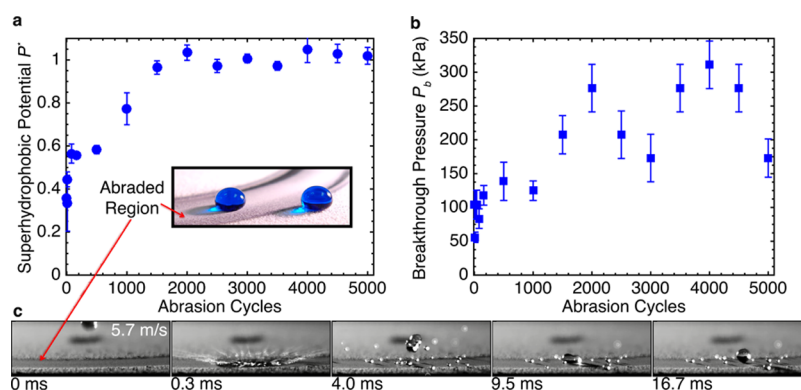 a
Superhydrophobic Potential P*
1
0.8
0.6
0.4
0.2
0
0 1000 2000 3000 4000 5000
Abrasion Cycles
Abraded
Region
b
Breakthrough Pressure Pb (kPa)
350
300
250
200
150
100
50
0
0 1000 2000 3000 4000 5000
Abrasion Cycles
c
5.7 m/s
0 ms
0.3 ms
4.0 ms
9.5 ms
16.7 ms